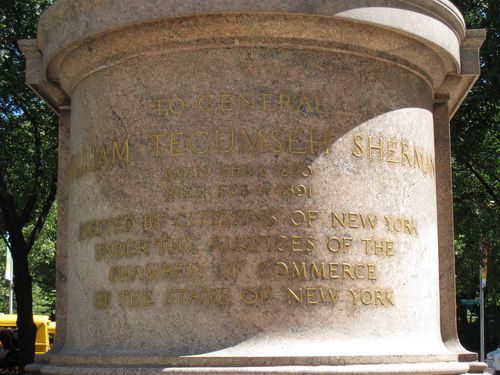 TO GENERAL
WILLIAM TECUMSEH SHERMAN
BORN FEB 8 1820
DIED FEB 14 1891
ERECTED BY CITIZENS OF NEW YORK
UNDER THE AUSPICES OF THE
CHAMBER OF COMMERCE
OF THE STATE OF NEW YORK